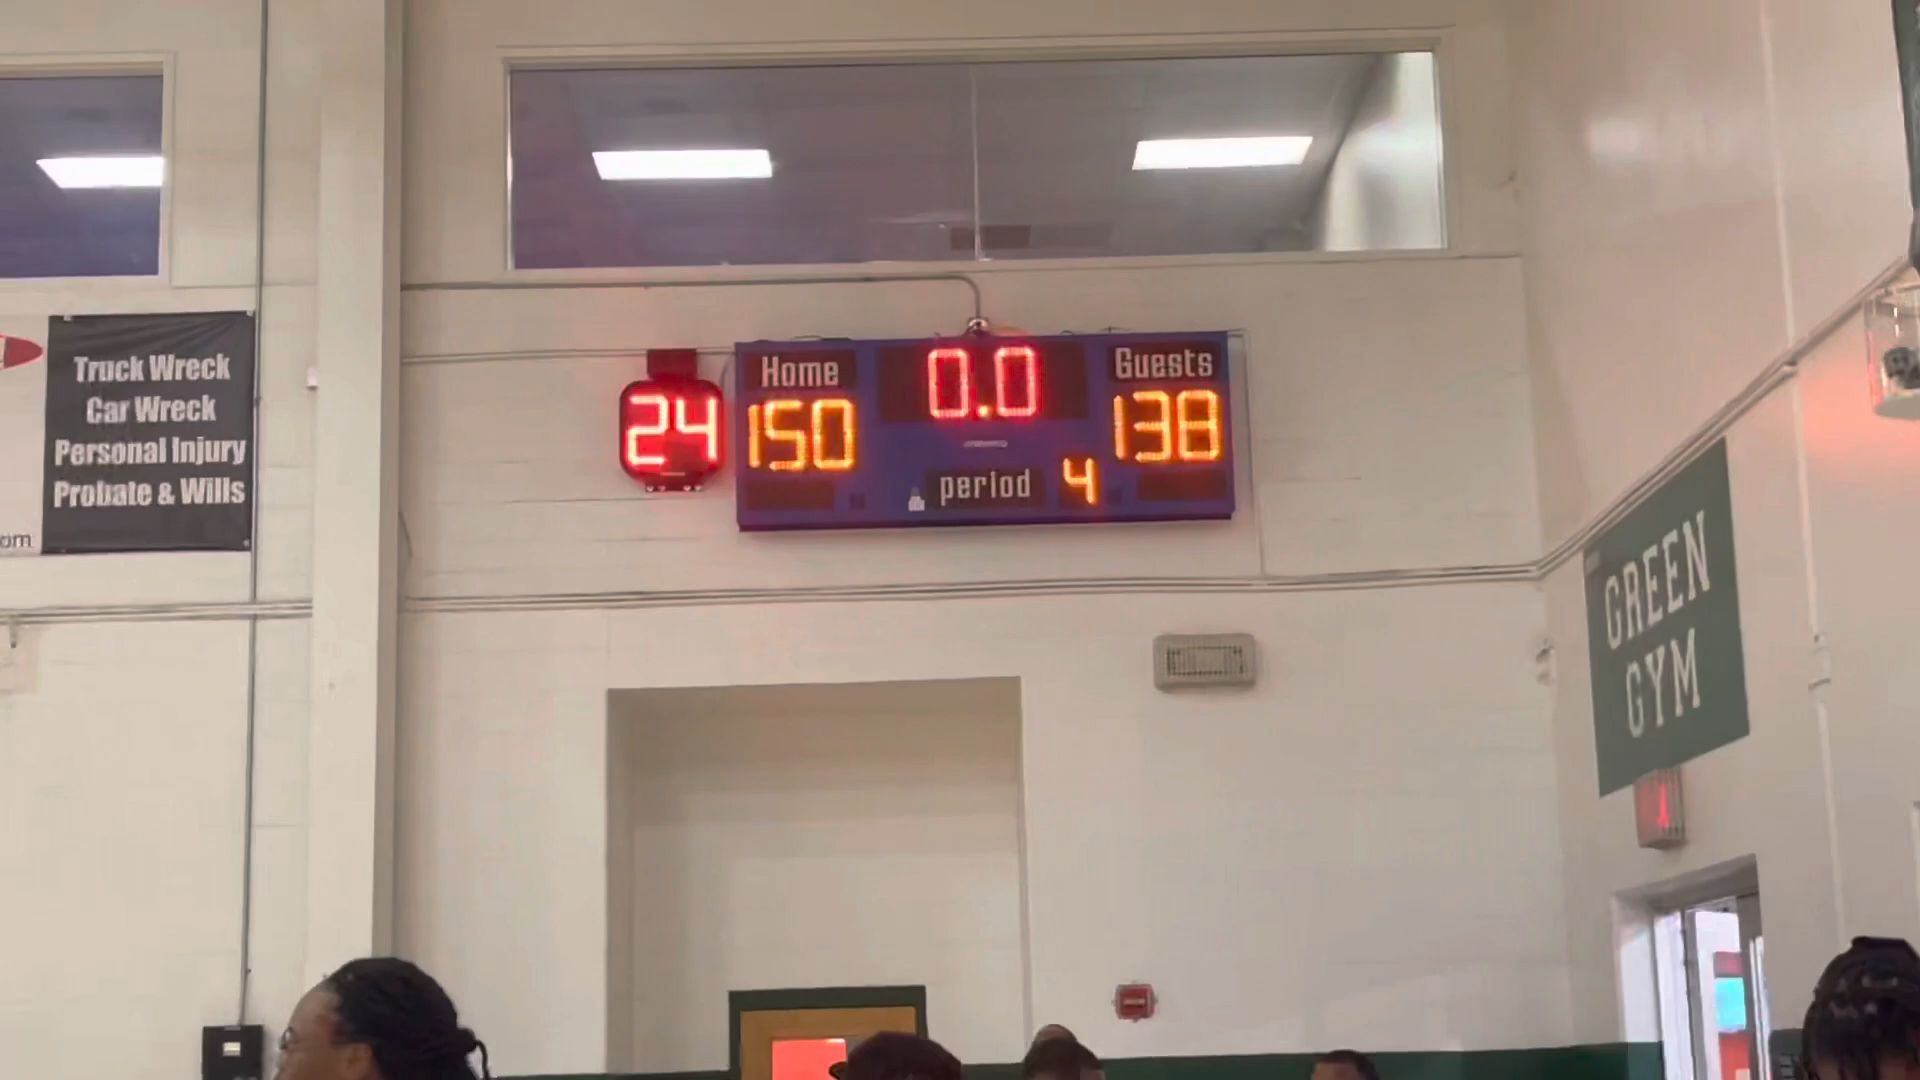 Truck Wreck
Car Wreck
Personal Injury
Probate & Wills
om
24
Home
0.0
Guests
150
138
period 4
GREEN
GYM